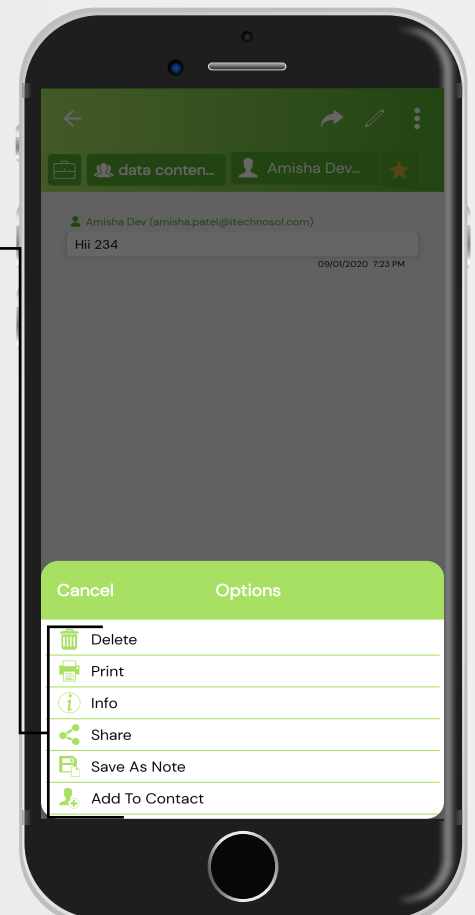 data conten... Amisha Dev...
Amisha Dev (amisha.patel@itechnosol.com)
Hii 234
09/01/2020 7:23 PM
Cancel Options
Delete
Print
Info
Share
Save As Note
Add To Contact